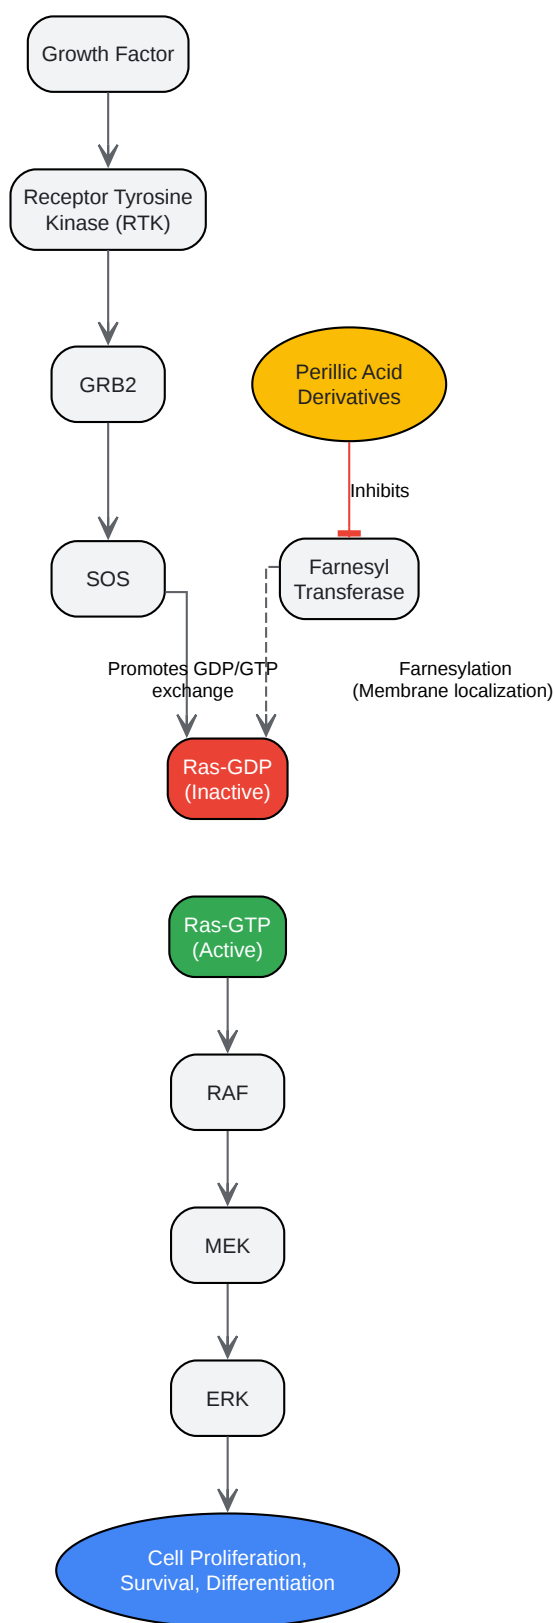 Growth Factor
Receptor Tyrosine
Kinase (RTK)
GRB2
Perillic Acid
Derivatives
Inhibits
SOS
Farnesyl
Transferase
Promotes GDP/GTP
exchange
Farnesylation
(Membrane localization)
Ras-GDP
(Inactive)
Ras-GTP
(Active)
RAF
MEK
ERK
Cell Proliferation,
Survival, Differentiation